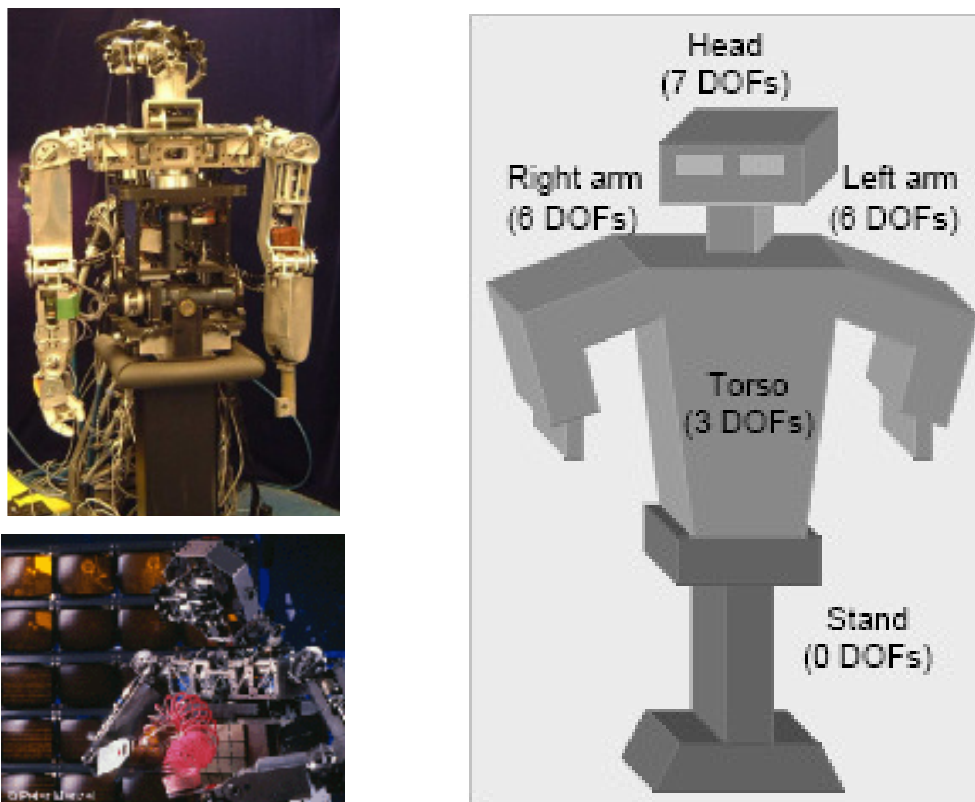 Head
(7 DOFs)
Right arm
(6 DOFs)
Left arm
(6 DOFs)
Torso
(3 DOFs)
Stand
(0 DOFs)